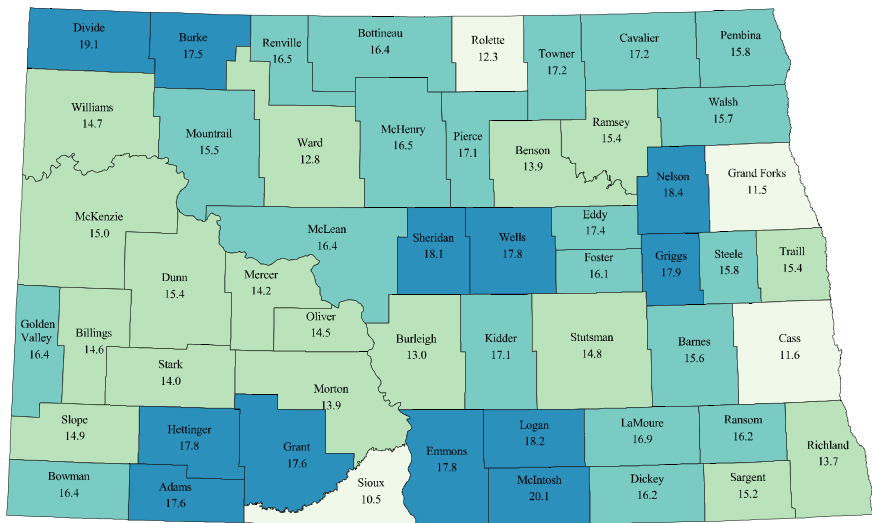 Divide
19.1
Burke
17.5
Renville
16.5
Bottineau
16.4
Rolette
12.3
Towner
17.2
Cavalier
17.2
Pembina
15.8
Williams
14.7
Mountrail
15.5
Ward
12.8
McHenry
16.5
Pierce
17.1
Benson
13.9
Ramsey
15.4
Walsh
15.7
Nelson
18.4
Grand Forks
11.5
McKenzie
15.0
McLean
16.4
Sheridan
18.1
Wells
17.8
Eddy
17.4
Foster
16.1
Griggs
17.9
Steele
15.8
Traill
15.4
Dunn
15.4
Mercer
14.2
Oliver
14.5
Golden
Valley
16.4
Billings
14.6
Stark
14.0
Morton
13.9
Burleigh
13.0
Kidder
17.1
Stutsman
14.8
Barnes
15.6
Cass
11.6
Slope
14.9
Hettinger
17.8
Grant
17.6
Emmons
17.8
Logan
18.2
LaMoure
16.9
Ransom
16.2
Richland
13.7
Bowman
16.4
Adams
17.6
Sioux
10.5
McIntosh
20.1
Dickey
16.2
Sargent
15.2